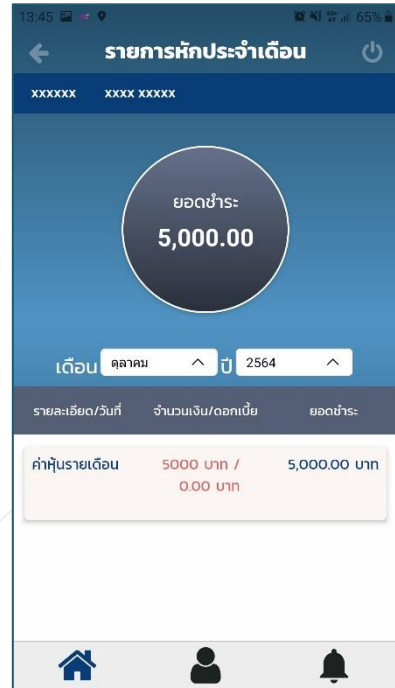 13:45 65%
รายการหักประจำเดือน
xxxxxx xxxx xxxxx
ยอดชำระ
5,000.00
เดือน ตุลาคม ปี 2564
รายละเอียด/วันที่ จำนวนเงิน/ดอกเบี้ย ยอดชำระ
ค่าหุ้นรายเดือน 5000 บาท / 5,000.00 บาท
0.00 บาท